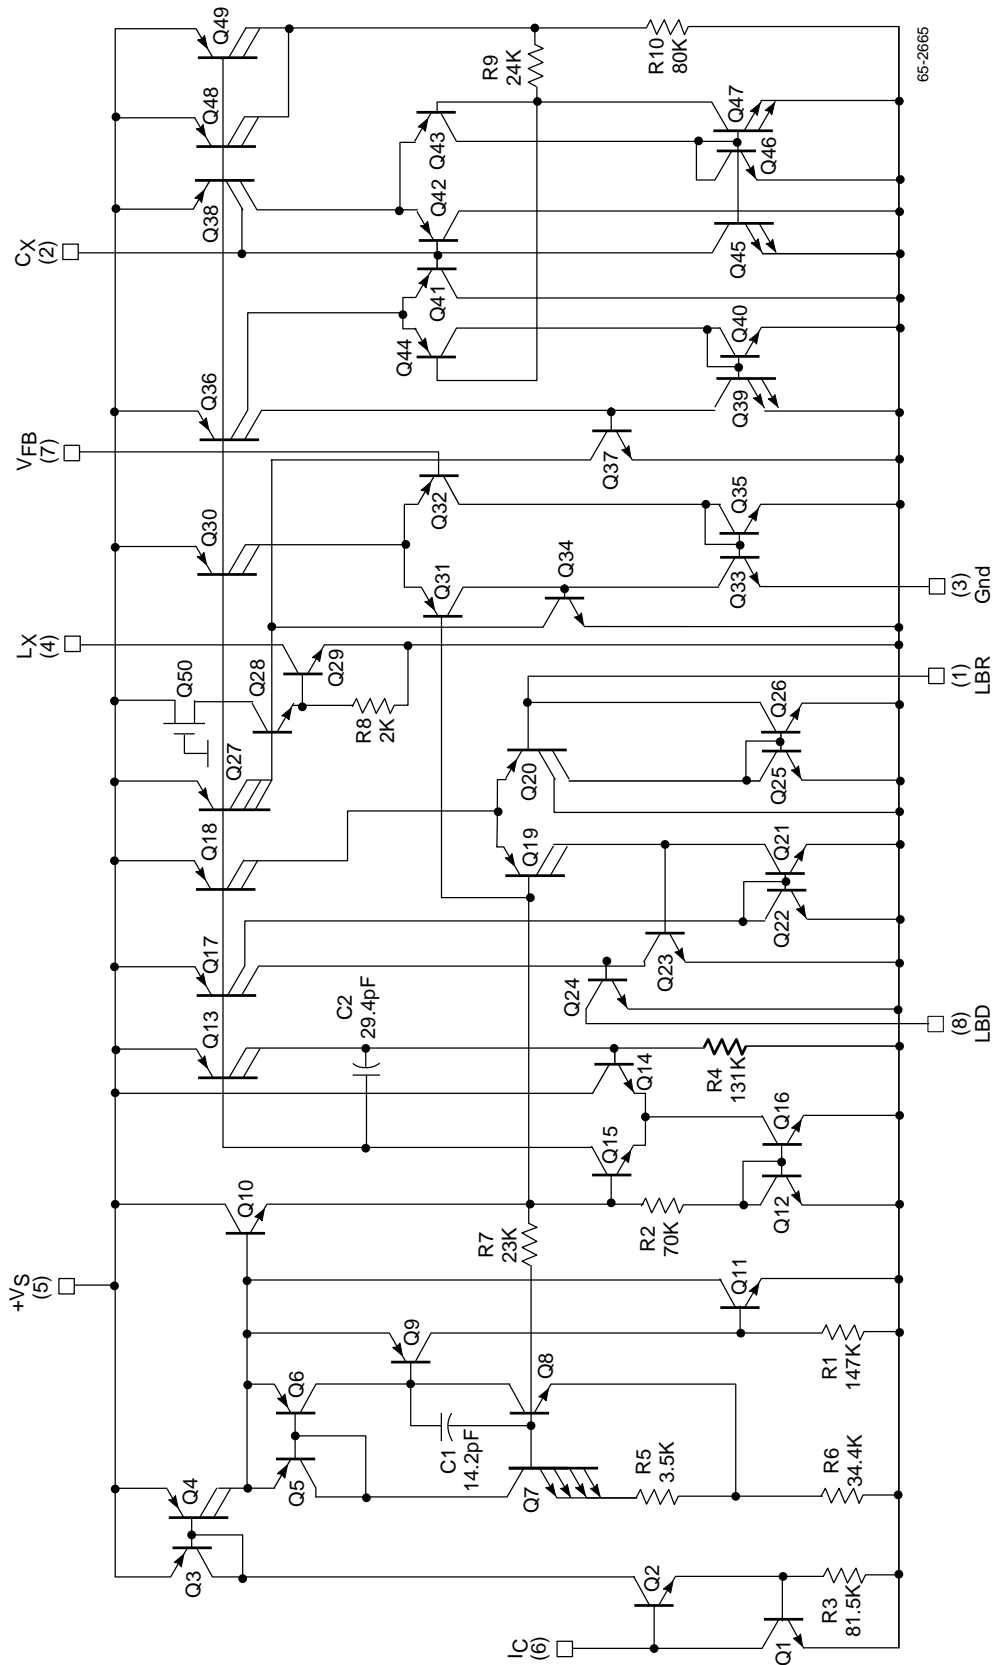 +VS
(5)
CX
(2)
LX
(4)
VFB
(7)
IC
(6)
Q3
Q4
Q5
Q6
Q9
Q10
Q13
Q17
Q18
Q27
Q50
Q28
Q30
Q36
Q38
Q48
Q49
C1
14.2pF
Q7
Q8
R7
23K
C2
29.4pF
Q15
Q14
Q24
Q23
Q19
Q20
R8
2K
Q29
Q31
Q32
Q34
Q37
Q44
Q41
Q42
Q43
R9
24K
R10
80K
Q2
Q1
R3
81.5K
R5
3.5K
R6
34.4K
R1
147K
Q11
R2
70K
Q12
Q16
R4
131K
Q22
Q21
Q25
Q26
Q33
Q35
Q39
Q40
Q45
Q46
Q47
(8)
LBD
(1)
LBR
(3)
Gnd
65-2665